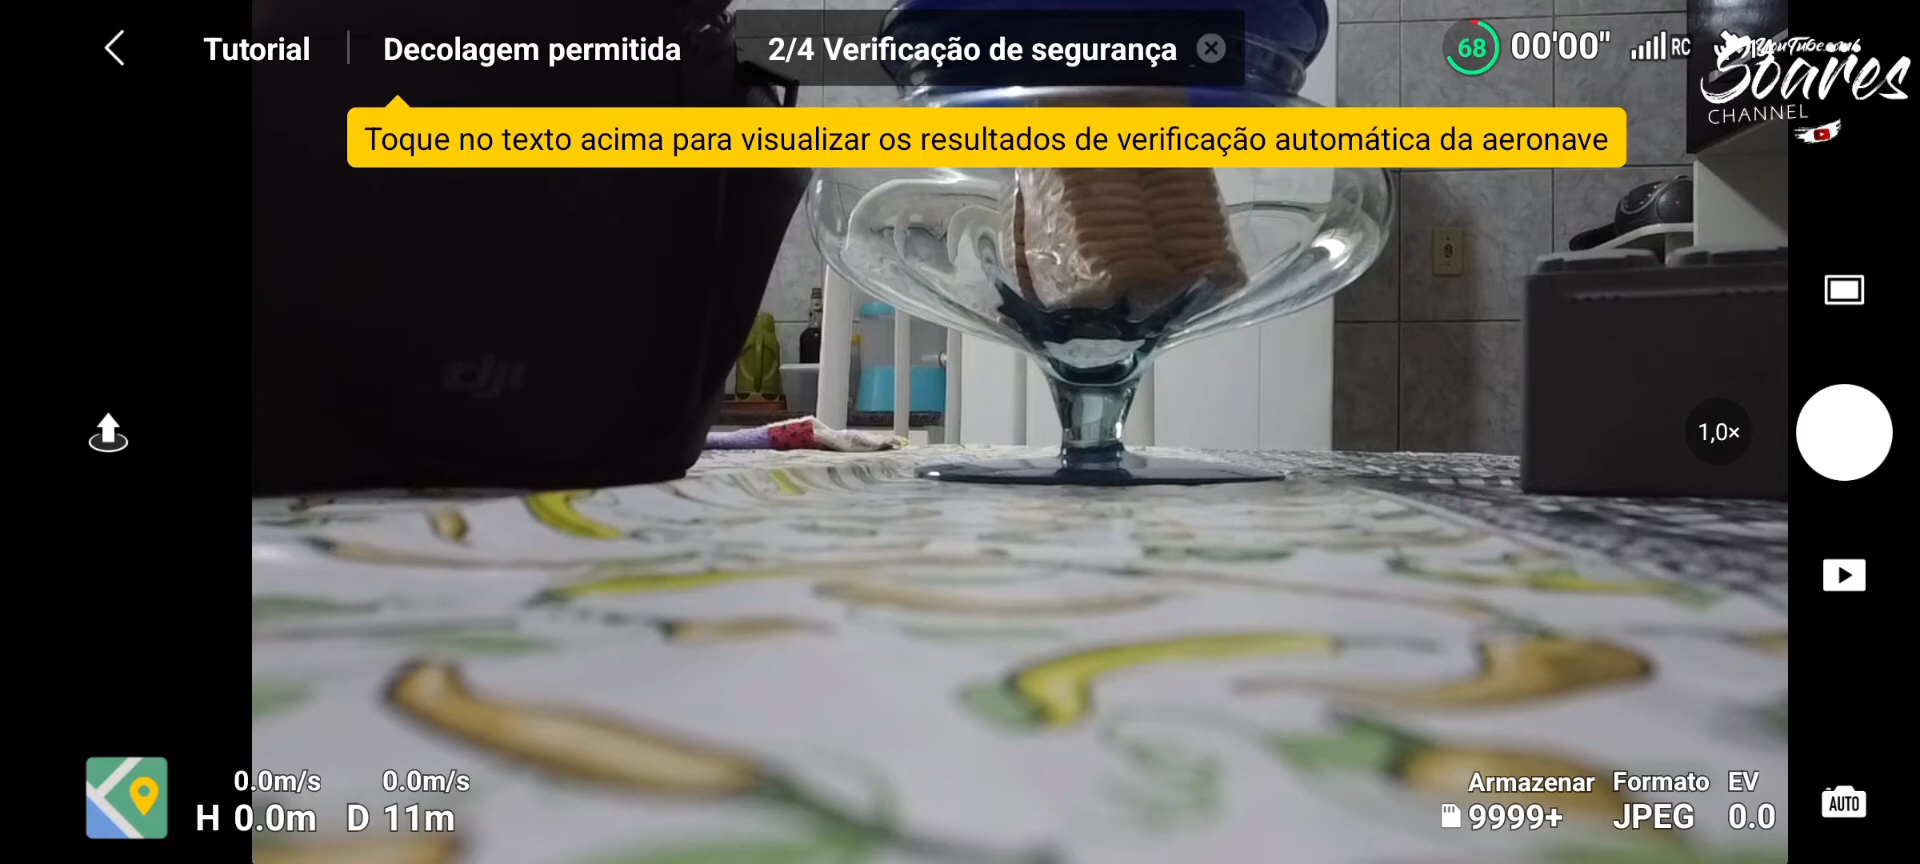 Tutorial
Decolagem permitida
2/4 Verificação de segurança
68
00'00"
RC
Toque no texto acima para visualizar os resultados de verificação automática da aeronave
Soares
CHANNEL
dji
1,0×
0.0m/s
0.0m/s
H 0.0m
D 11m
Armazenar
Formato
EV
9999+
JPEG
0.0
AUTO